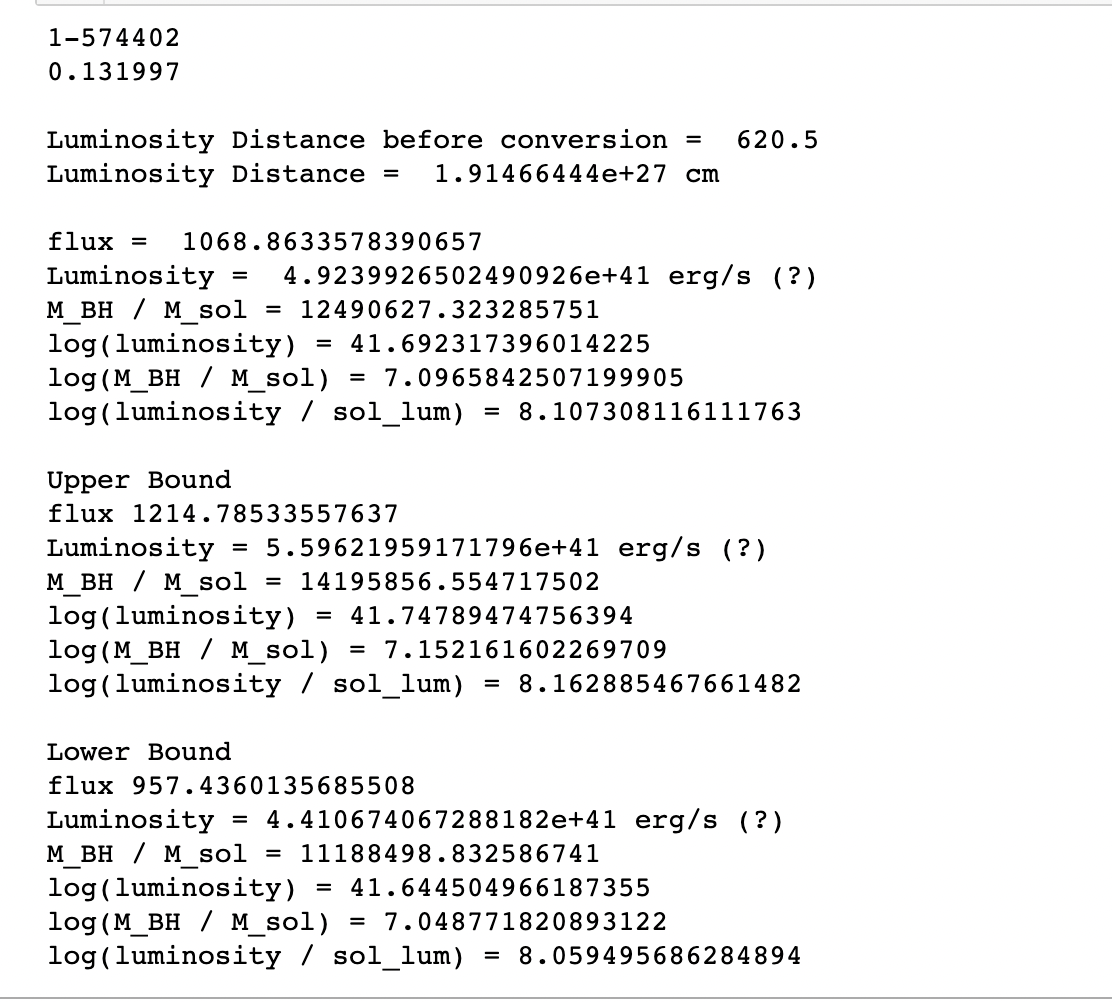 1-574402
0.131997
Luminosity Distance before conversion =  620.5
Luminosity Distance =  1.91466444e+27 cm
flux =  1068.8633578390657
Luminosity =  4.9239926502490926e+41 erg/s (?)
M_BH / M_sol = 12490627.323285751
log(luminosity) = 41.692317396014225
log(M_BH / M_sol) = 7.0965842507199905
log(luminosity / sol_lum) = 8.107308116111763
Upper Bound
flux 1214.78533557637
Luminosity = 5.59621959171796e+41 erg/s (?)
M_BH / M_sol = 14195856.554717502
log(luminosity) = 41.74789474756394
log(M_BH / M_sol) = 7.152161602269709
log(luminosity / sol_lum) = 8.162885467661482
Lower Bound
flux 957.4360135685508
Luminosity = 4.410674067288182e+41 erg/s (?)
M_BH / M_sol = 11188498.832586741
log(luminosity) = 41.644504966187355
log(M_BH / M_sol) = 7.048771820893122
log(luminosity / sol_lum) = 8.059495686284894